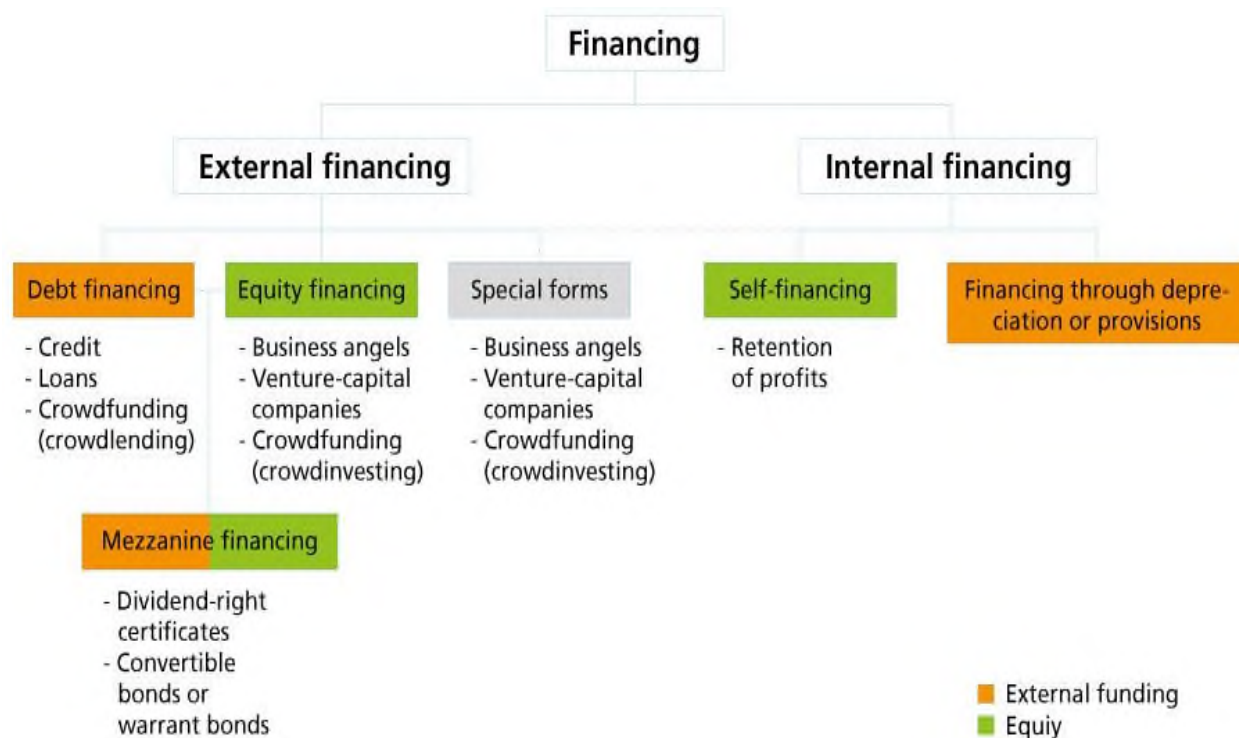 Financing
External financing
Internal financing
Debt financing
- Credit
- Loans
- Crowdfunding
(crowdlending)
Equity financing
- Business angels
- Venture-capital
companies
- Crowdfunding
(crowdinvesting)
Special forms
- Business angels
- Venture-capital
companies
- Crowdfunding
(crowdinvesting)
Self-financing
- Retention
of profits
Financing through depre-
ciation or provisions
Mezzanine financing
- Dividend-right
certificates
- Convertible
bonds or
warrant bonds
External funding
Equiy